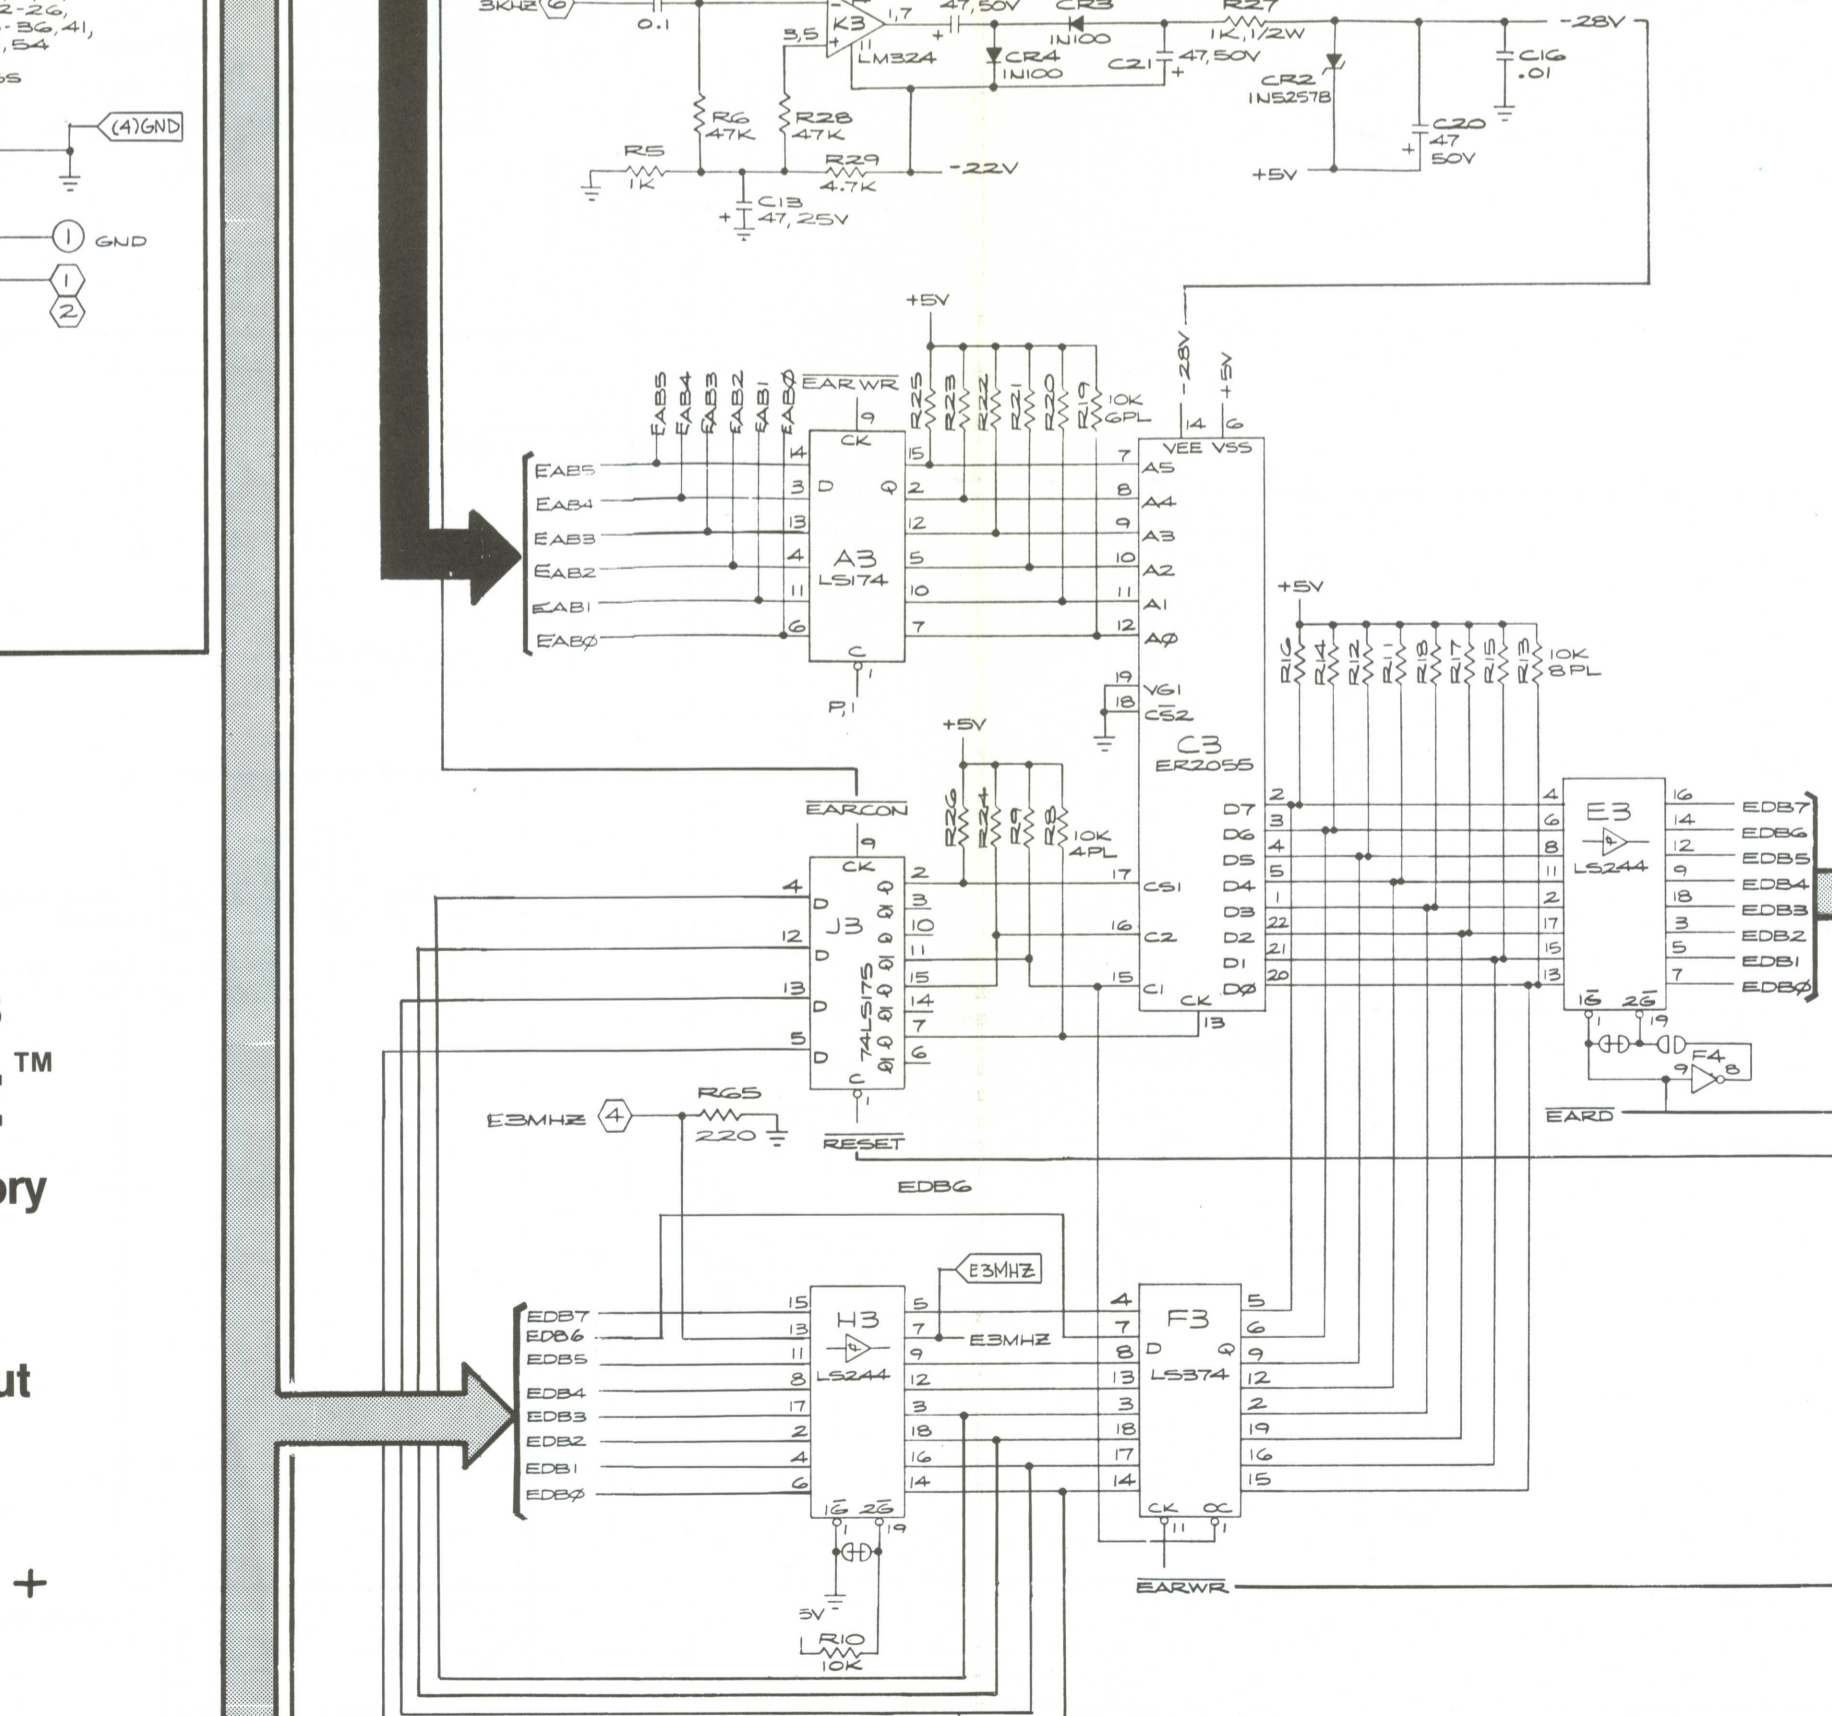 2-26,
-36,41,
,54
(4)GND
1 GND
1
2
TM
ory
ut
+
3KHZ 6
0.1
3,5
K3
1,7
11
LM324
47,50V
CR3
1N100
CR4
1N100
C21 47,50V
R27
1K,1/2W
-28V
CR2
1N5257B
C16
.01
C20
47
50V
+5V
R6
47K
R28
47K
R5
1K
R29
4.7K
-22V
C13
47,25V
+5V
EAB5 EAB4 EAB3 EAB2 EAB1 EABØ
EARWR
9
CK
R25 R23 R22 R21 R20 R19 10K
6PL
-28V +5V
14 6
VEE VSS
EAB5 14 15 7 A5
EAB4 3 D Q 2 8 A4
EAB3 13 12 9 A3
EAB2 4 5 10 A2
EAB1 11 10 11 A1
EABØ 6 7 12 AØ
A3
LS174
C
1
P,1
19 VG1
18 CS2
C3
ER2055
+5V
R16 R14 R12 R11 R18 R17 R15 R13 10K
8PL
+5V
R26 R24 R9 R8 10K
4PL
EARCON
9
CK
4 D Q 2 17 CS1
Q 3
12 D Q 10 16 C2
Q 11
13 D Q 15 15 C1
Q 14
5 D Q 7
Q 6
J3
74LS175
C
1
RESET
CK
13
D7 2 4 16 EDB7
D6 3 6 14 EDB6
D5 4 8 12 EDB5
D4 5 11 9 EDB4
D3 1 2 18 EDB3
D2 22 17 3 EDB2
D1 21 15 5 EDB1
DØ 20 13 7 EDBØ
E3
LS244
1G 2G
1 19
F4
9 8
EARD
E3MHZ 4
R65
220
EDB6
E3MHZ
EDB7 15 5 4 5
EDB6 13 7 E3MHZ 7 D Q 6
EDB5 11 9 8 9
EDB4 8 12 13 12
EDB3 17 3 3 2
EDB2 2 18 18 19
EDB1 4 16 17 16
EDBØ 6 14 14 15
H3
LS244
1G 2G
1 19
F3
LS374
CK OC
11 1
EARWR
5V
R10
10K